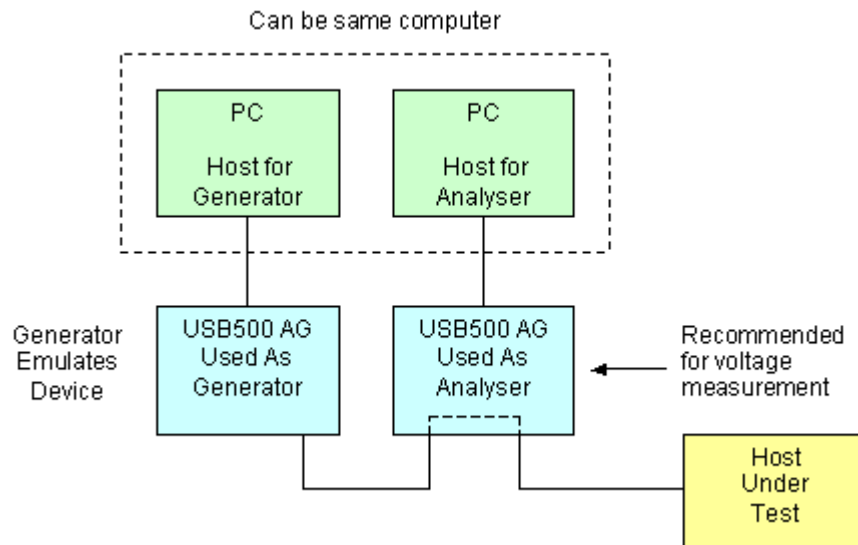 Can be same computer
PC
Host for
Generator
PC
Host for
Analyser
Generator
Emulates
Device
USB500 AG
Used As
Generator
USB500 AG
Used As
Analyser
Recommended
for voltage
measurement
Host
Under
Test